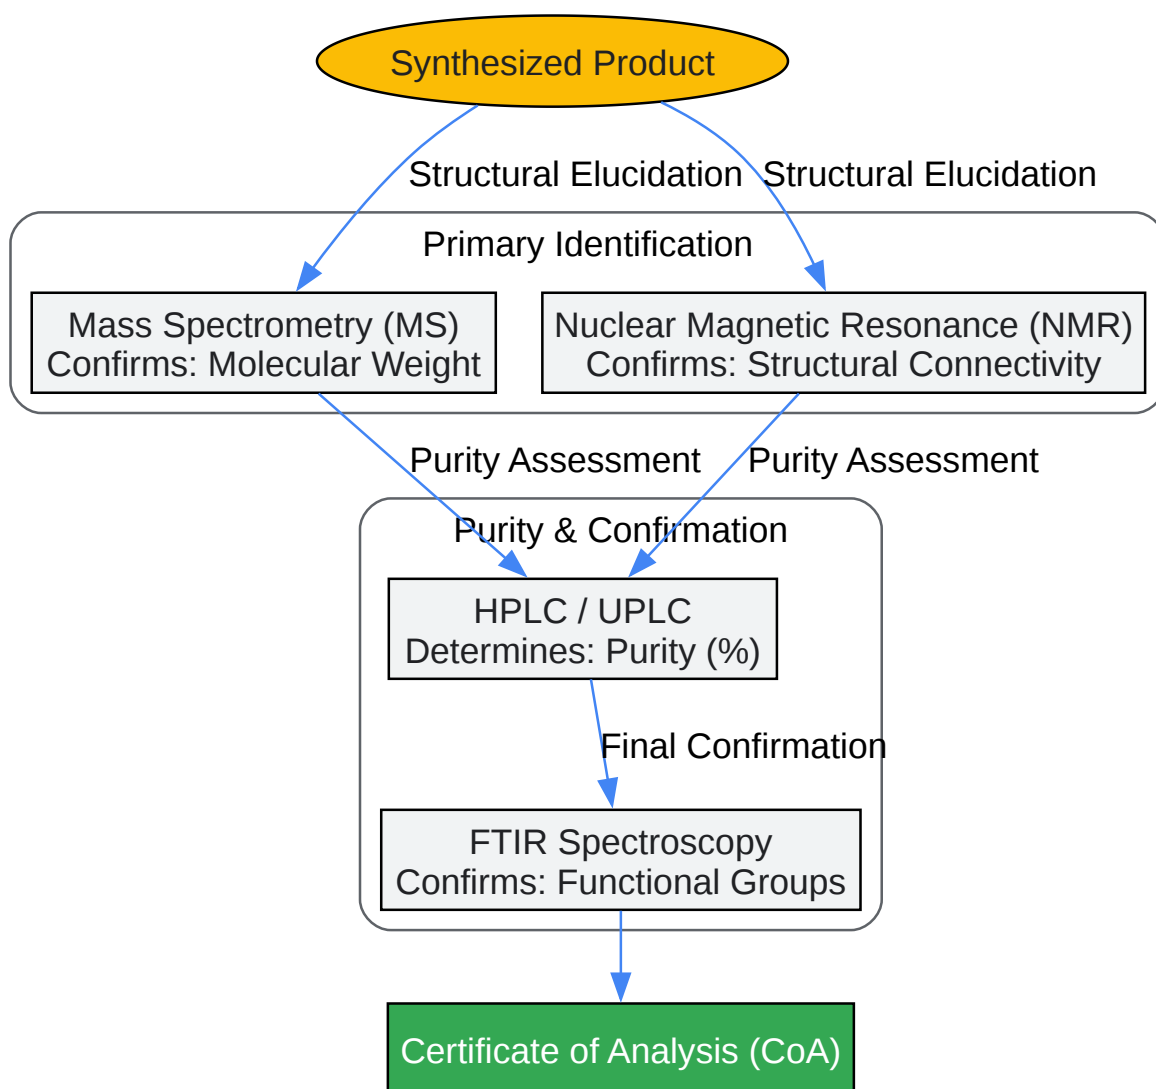 Synthesized Product
Structural Elucidation
Structural Elucidation
Primary Identification
Mass Spectrometry (MS)
Confirms: Molecular Weight
Nuclear Magnetic Resonance (NMR)
Confirms: Structural Connectivity
Purity Assessment
Purity Assessment
Purity & Confirmation
HPLC / UPLC
Determines: Purity (%)
Final Confirmation
FTIR Spectroscopy
Confirms: Functional Groups
Certificate of Analysis (CoA)